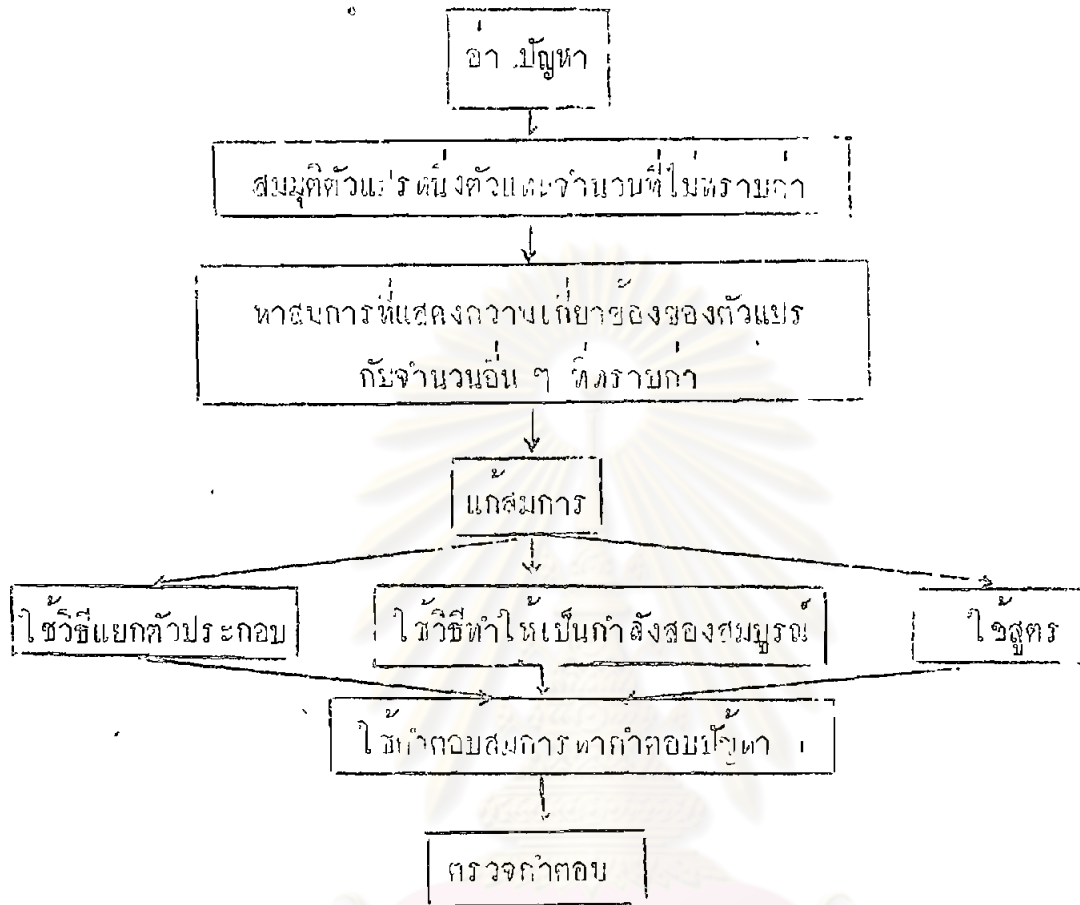 อ่านปัญหา
สมมุติตัวแปรหนึ่งตัวแทนจำนวนที่ไม่ทราบค่า
หาสมการที่แสดงความเกี่ยวข้องของตัวแปร
กับจำนวนอื่น ๆ ที่ทราบค่า
แก้สมการ
ใช้วิธีแยกตัวประกอบ
ใช้วิธีทำให้เป็นกำลังสองสมบูรณ์
ใช้สูตร
ใช้คำตอบสมการหาคำตอบปัญหา
ตรวจคำตอบ